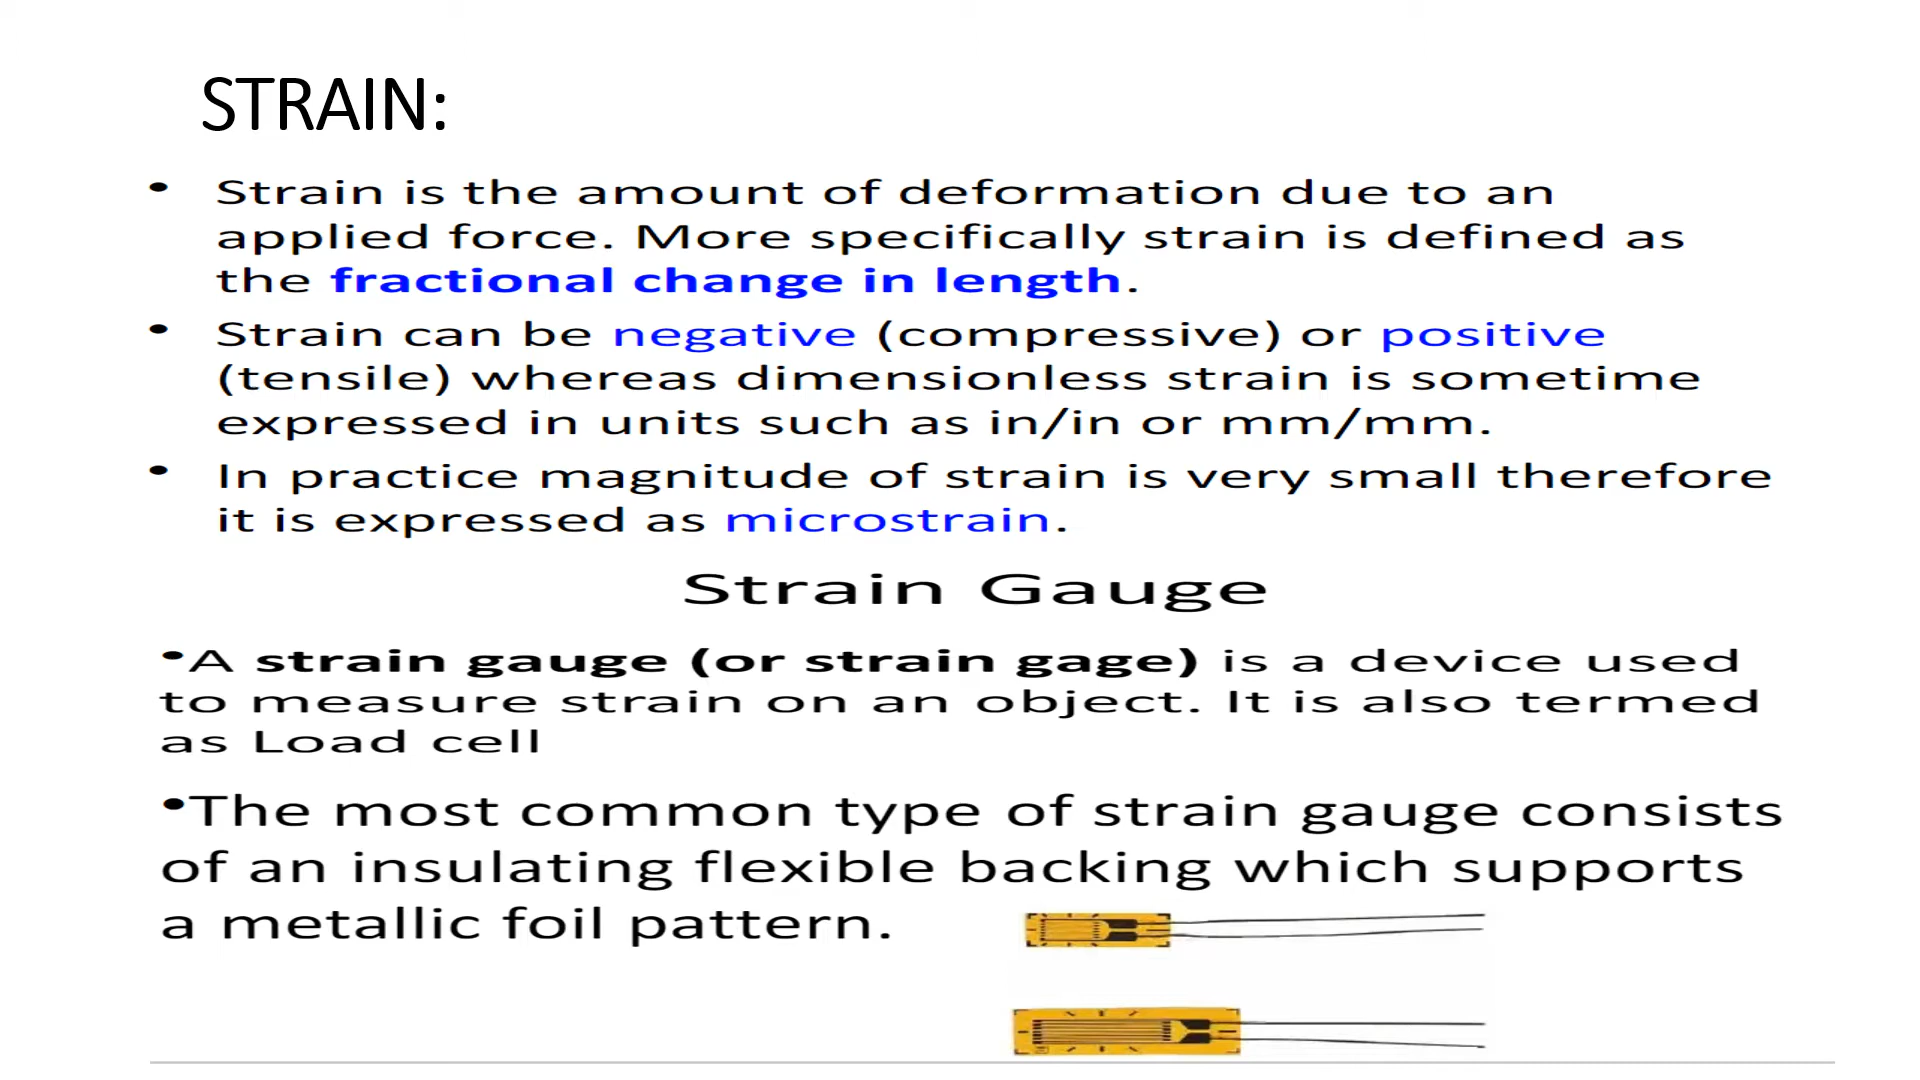 STRAIN:
• Strain is the amount of deformation due to an
applied force. More specifically strain is defined as
the fractional change in length.
• Strain can be negative (compressive) or positive
(tensile) whereas dimensionless strain is sometime
expressed in units such as in/in or mm/mm.
• In practice magnitude of strain is very small therefore
it is expressed as microstrain.
Strain Gauge
•A strain gauge (or strain gage) is a device used
to measure strain on an object. It is also termed
as Load cell
•The most common type of strain gauge consists
of an insulating flexible backing which supports
a metallic foil pattern.